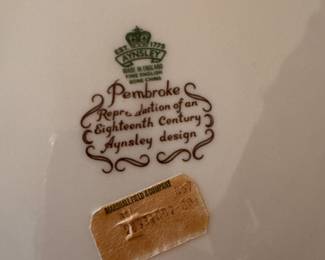 EST 1775
AYNSLEY
MADE IN ENGLAND
FINE ENGLISH
BONE CHINA
Pembroke
Reproduction of an
Eighteenth Century
Aynsley design
MARSHALL FIELD & COMPANY